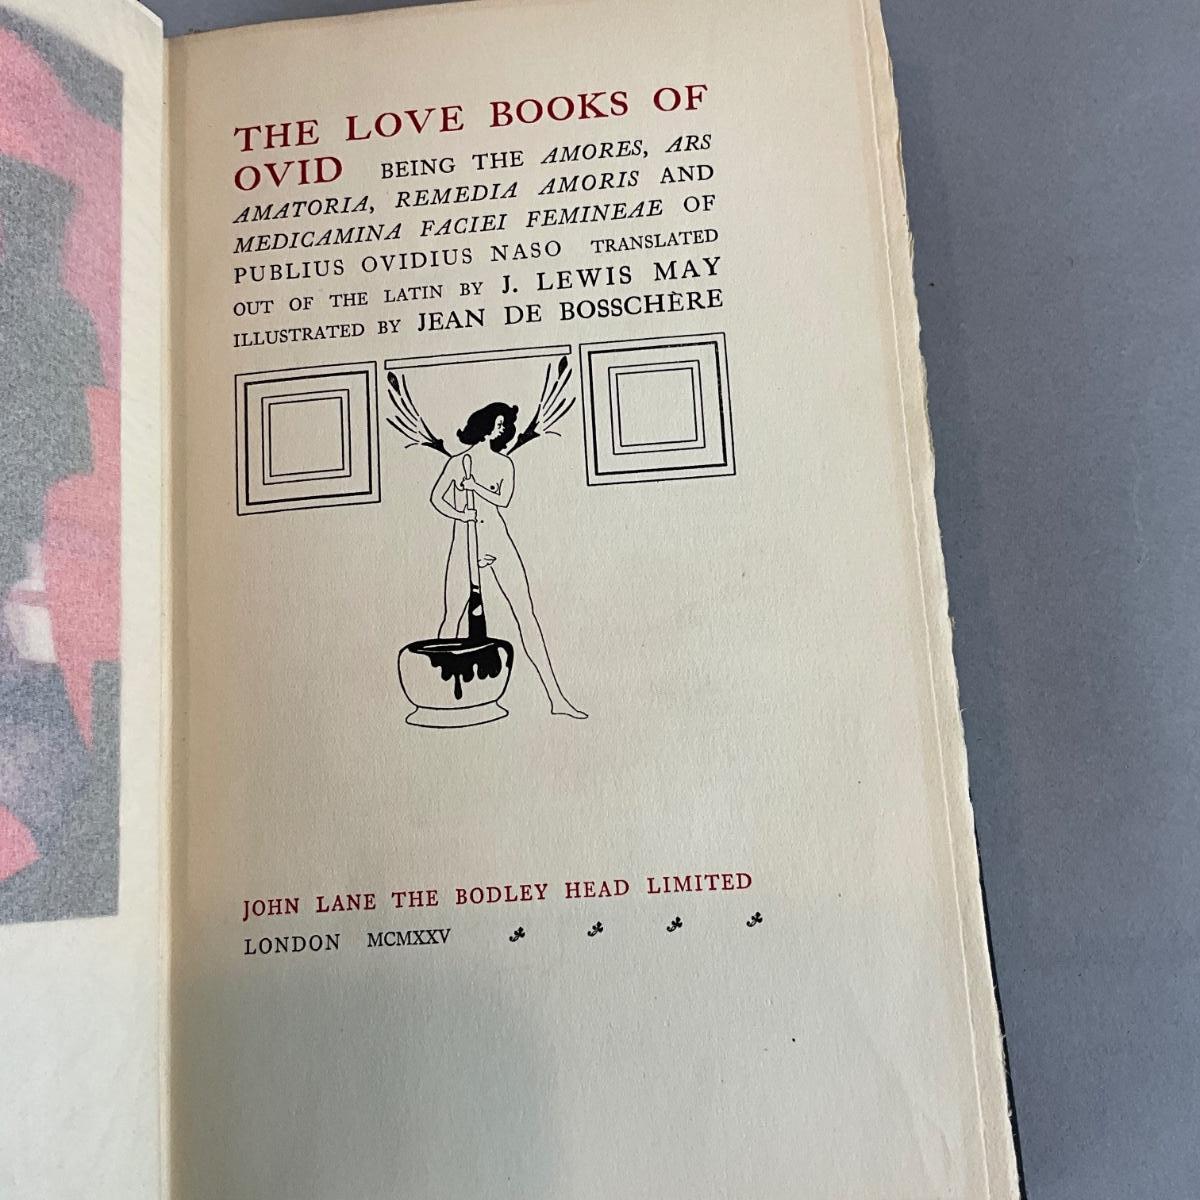 THE LOVE BOOKS OF
OVID BEING THE AMORES, ARS
AMATORIA, REMEDIA AMORIS AND
MEDICAMINA FACIEI FEMINEAE OF
PUBLIUS OVIDIUS NASO TRANSLATED
OUT OF THE LATIN BY J. LEWIS MAY
ILLUSTRATED BY JEAN DE BOSSCHÈRE
JOHN LANE THE BODLEY HEAD LIMITED
LONDON MCMXXV